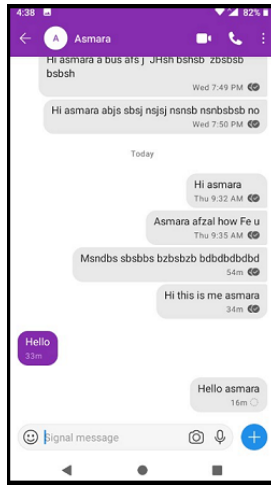 4:38 82%
A Asmara
Hi asmara a bus afs j JHsh bshsb zbsbsb
bsbsh
Wed 7:49 PM
Hi asmara abjs sbsj nsjsj nsnsb nsnbsbsb no
Wed 7:50 PM
Today
Hi asmara
Thu 9:32 AM
Asmara afzal how Fe u
Thu 9:35 AM
Msndbs sbsbbs bzbsbzb bdbdbdbdbd
54m
Hi this is me asmara
34m
Hello
33m
Hello asmara
16m
Signal message